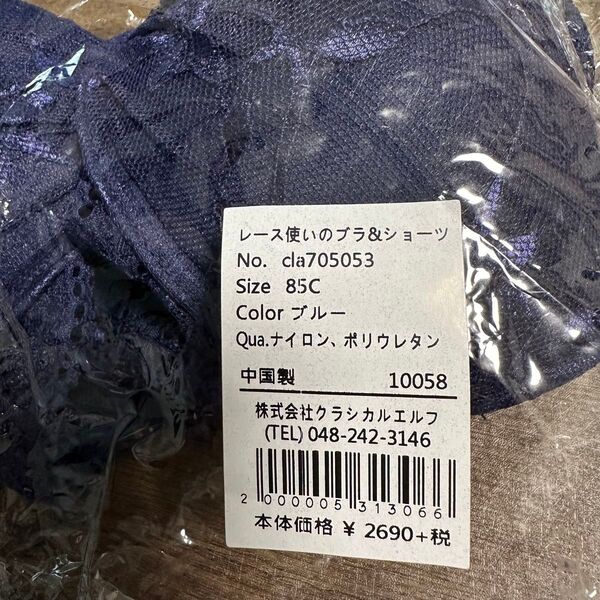 レース使いのブラ&ショーツ
No. cla705053
Size 85C
Color ブルー
Qua.ナイロン、ポリウレタン
中国製 10058
株式会社クラシカルエルフ
(TEL) 048-242-3146
2 000005 313066
本体価格 ¥ 2690+税